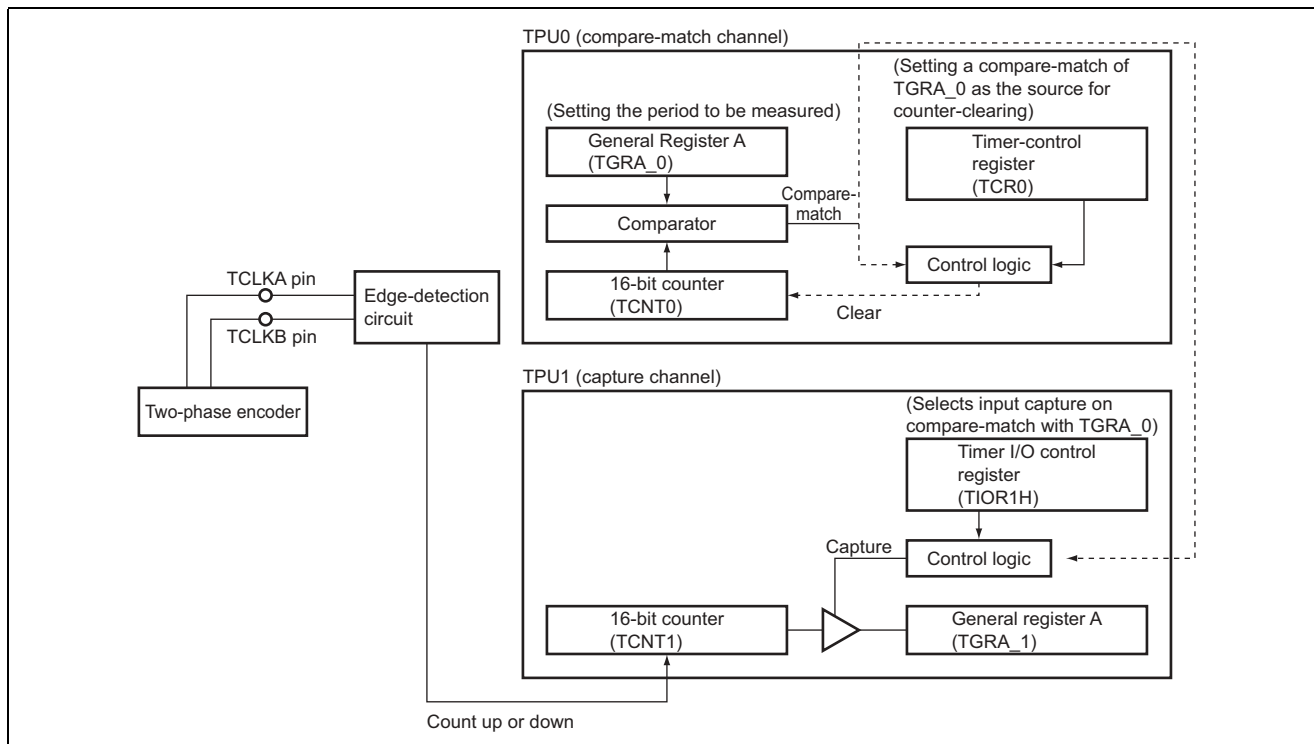 TPU0 (compare-match channel)
(Setting a compare-match of
TGRA_0 as the source for
counter-clearing)
(Setting the period to be measured)
General Register A
(TGRA_0)
Timer-control
register
(TCR0)
Compare-
match
Comparator
Control logic
16-bit counter
(TCNT0)
Clear
TCLKA pin
Edge-detection
circuit
TCLKB pin
Two-phase encoder
TPU1 (capture channel)
(Selects input capture on
compare-match with TGRA_0)
Timer I/O control
register
(TIOR1H)
Capture
Control logic
16-bit counter
(TCNT1)
General register A
(TGRA_1)
Count up or down